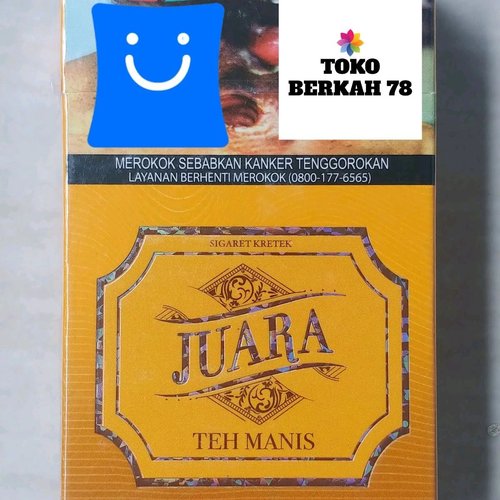 TOKO
BERKAH 78
MEROKOK SEBABKAN KANKER TENGGOROKAN
LAYANAN BERHENTI MEROKOK (0800-177-6565)
SIGARET KRETEK
JUARA
TEH MANIS